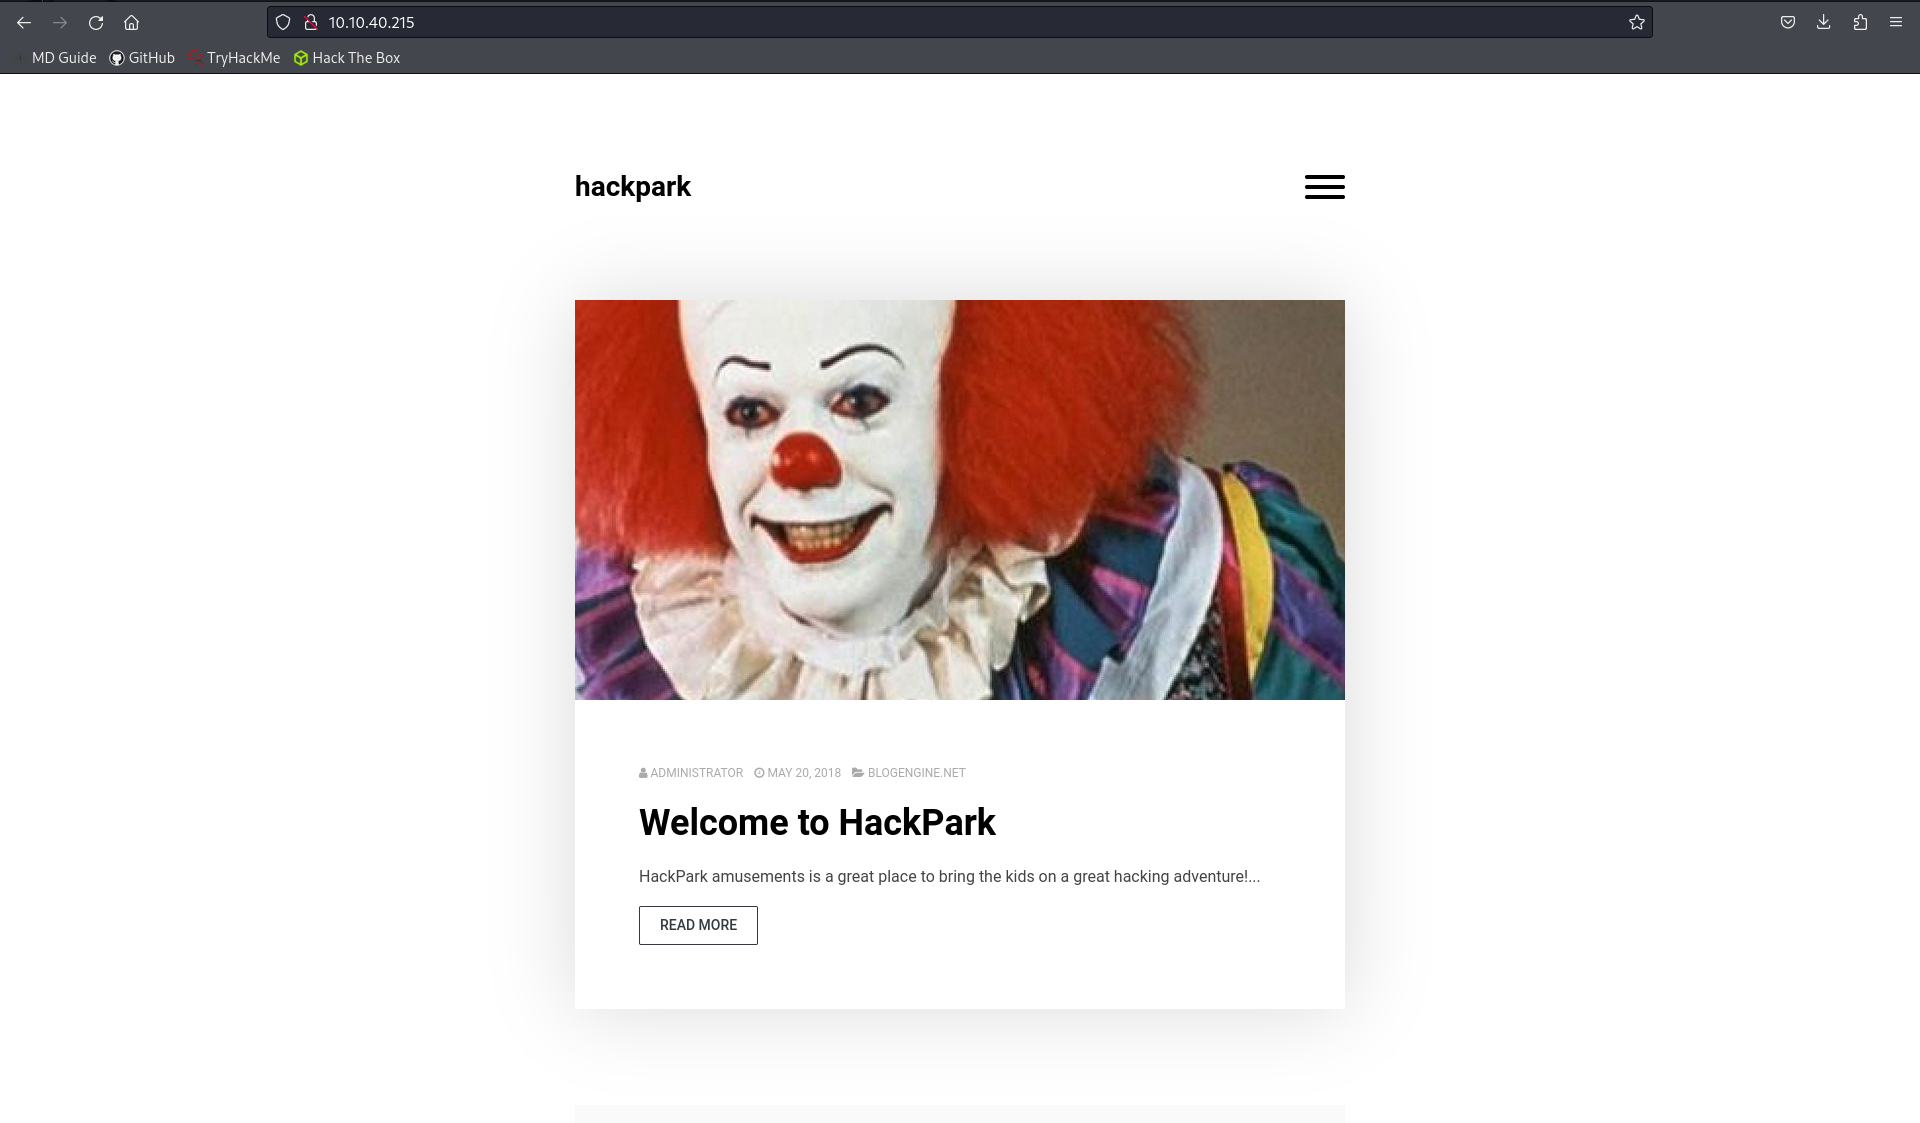 10.10.40.215
MD Guide GitHub TryHackMe Hack The Box
hackpark
ADMINISTRATOR MAY 20, 2018 BLOGENGINE.NET
Welcome to HackPark
HackPark amusements is a great place to bring the kids on a great hacking adventure!...
READ MORE